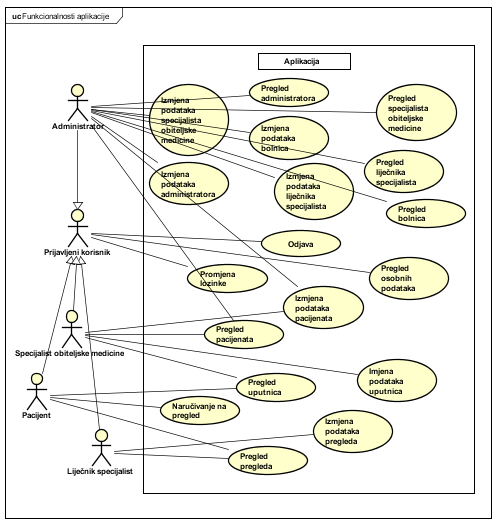 uc Funkcionalnosti aplikacije
Aplikacija
Pregled
administratora
Izmjena
podataka
specijalista
obiteljske
medicine
Pregled
specijalista
obiteljske
medicine
Administrator
Izmjena
podataka
bolnica
Pregled
liječnika
specijalista
Izmjena
podataka
administratora
Izmjena
podataka
liječnika
specijalista
Pregled
bolnica
Prijavljeni korisnik
Odjava
Promjena
lozinke
Pregled
osobnih
podataka
Izmjena
podataka
pacijenata
Pregled
pacijenata
Specijalist obiteljske medicine
Pregled
uputnica
Imjena
podataka
uputnica
Pacijent
Naručivanje na
pregled
Izmjena
podataka
pregleda
Pregled
pregleda
Liječnik specijalist